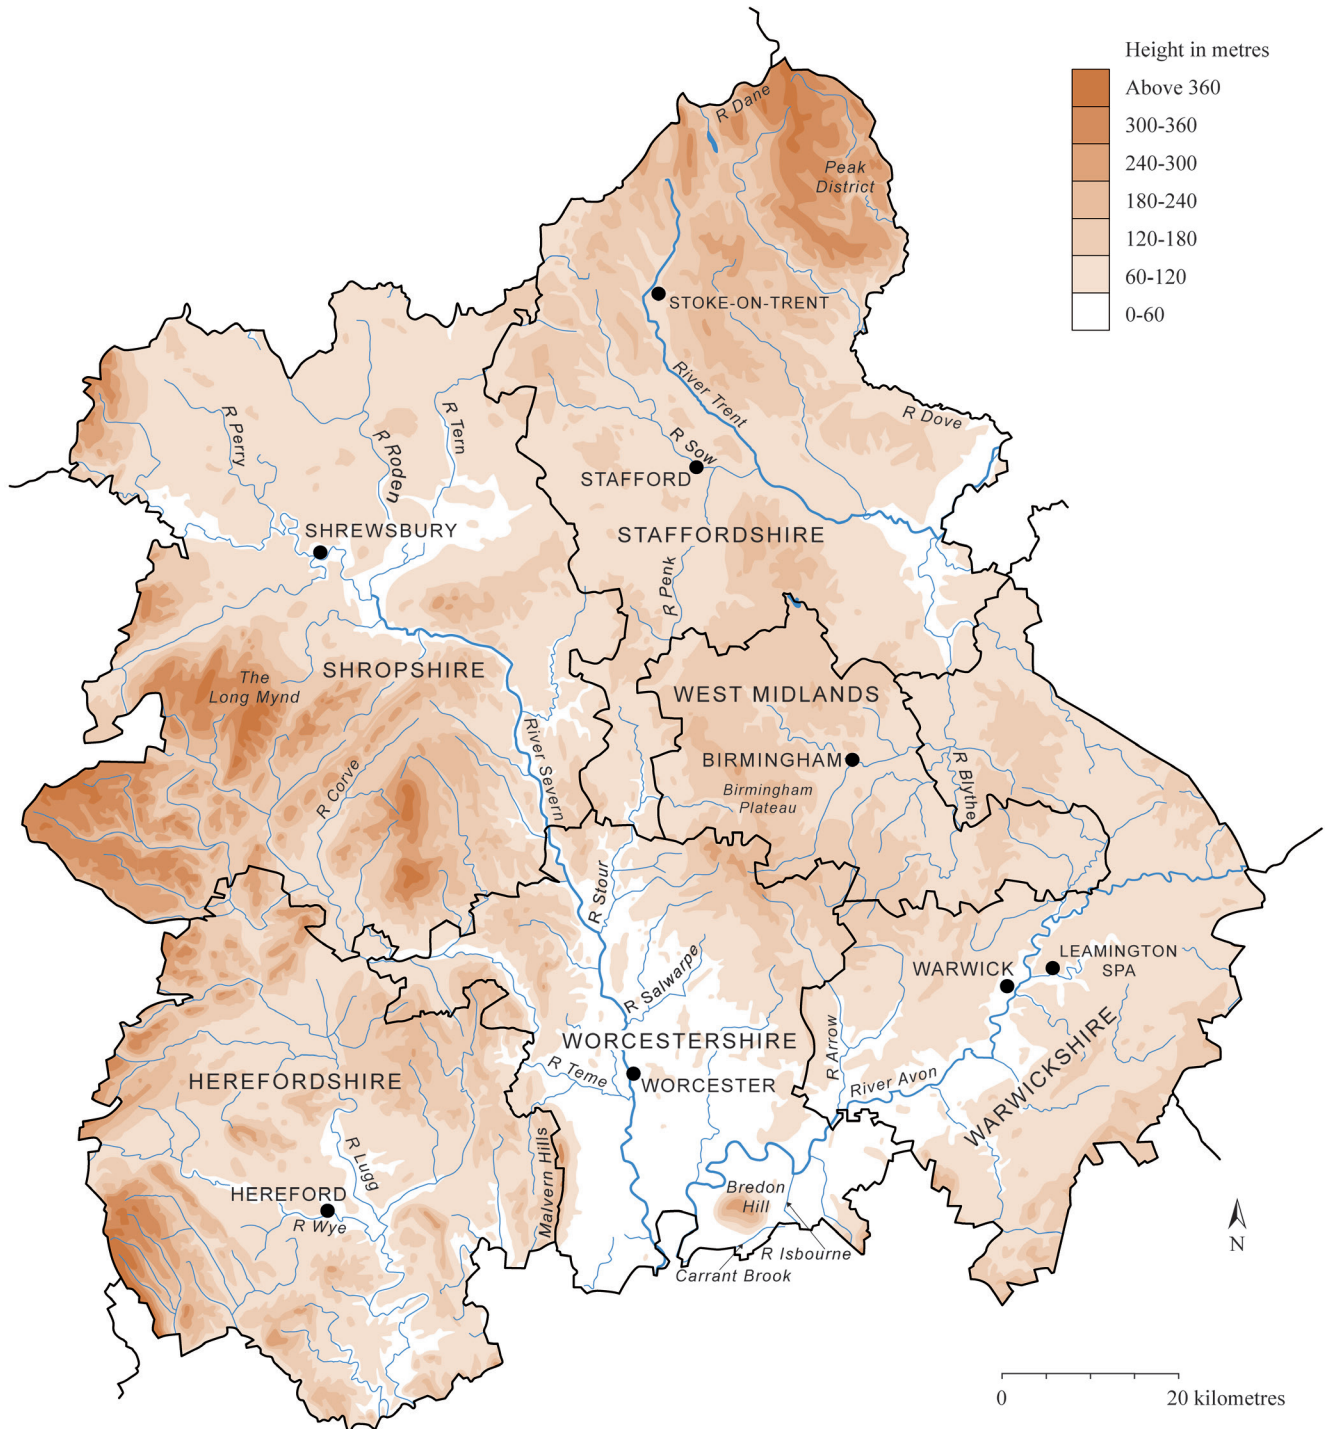 Height in metres
Above 360
300-360
240-300
180-240
120-180
60-120
0-60
R Dane
Peak
District
STOKE-ON-TRENT
River Trent
R Dove
R Perry
R Roden
R Tern
R Sow
STAFFORD
SHREWSBURY
STAFFORDSHIRE
R Penk
The
Long Mynd
SHROPSHIRE
WEST MIDLANDS
River Severn
BIRMINGHAM
Birmingham
Plateau
R Blythe
R Corve
R Stour
R Salwarpe
WARWICK
LEAMINGTON
SPA
WORCESTERSHIRE
R Arrow
HEREFORDSHIRE
R Teme
WORCESTER
River Avon
WARWICKSHIRE
Malvern Hills
R Lugg
HEREFORD
R Wye
Bredon
Hill
R Isbourne
Carrant Brook
N
0
20 kilometres